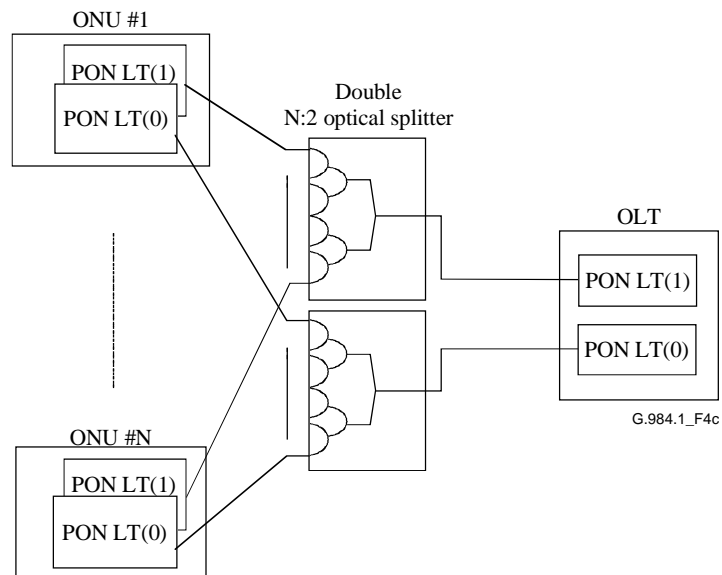 ONU #1
PON LT(1)
PON LT(0)
Double
N:2 optical splitter
OLT
PON LT(1)
PON LT(0)
G.984.1_F4c
ONU #N
PON LT(1)
PON LT(0)